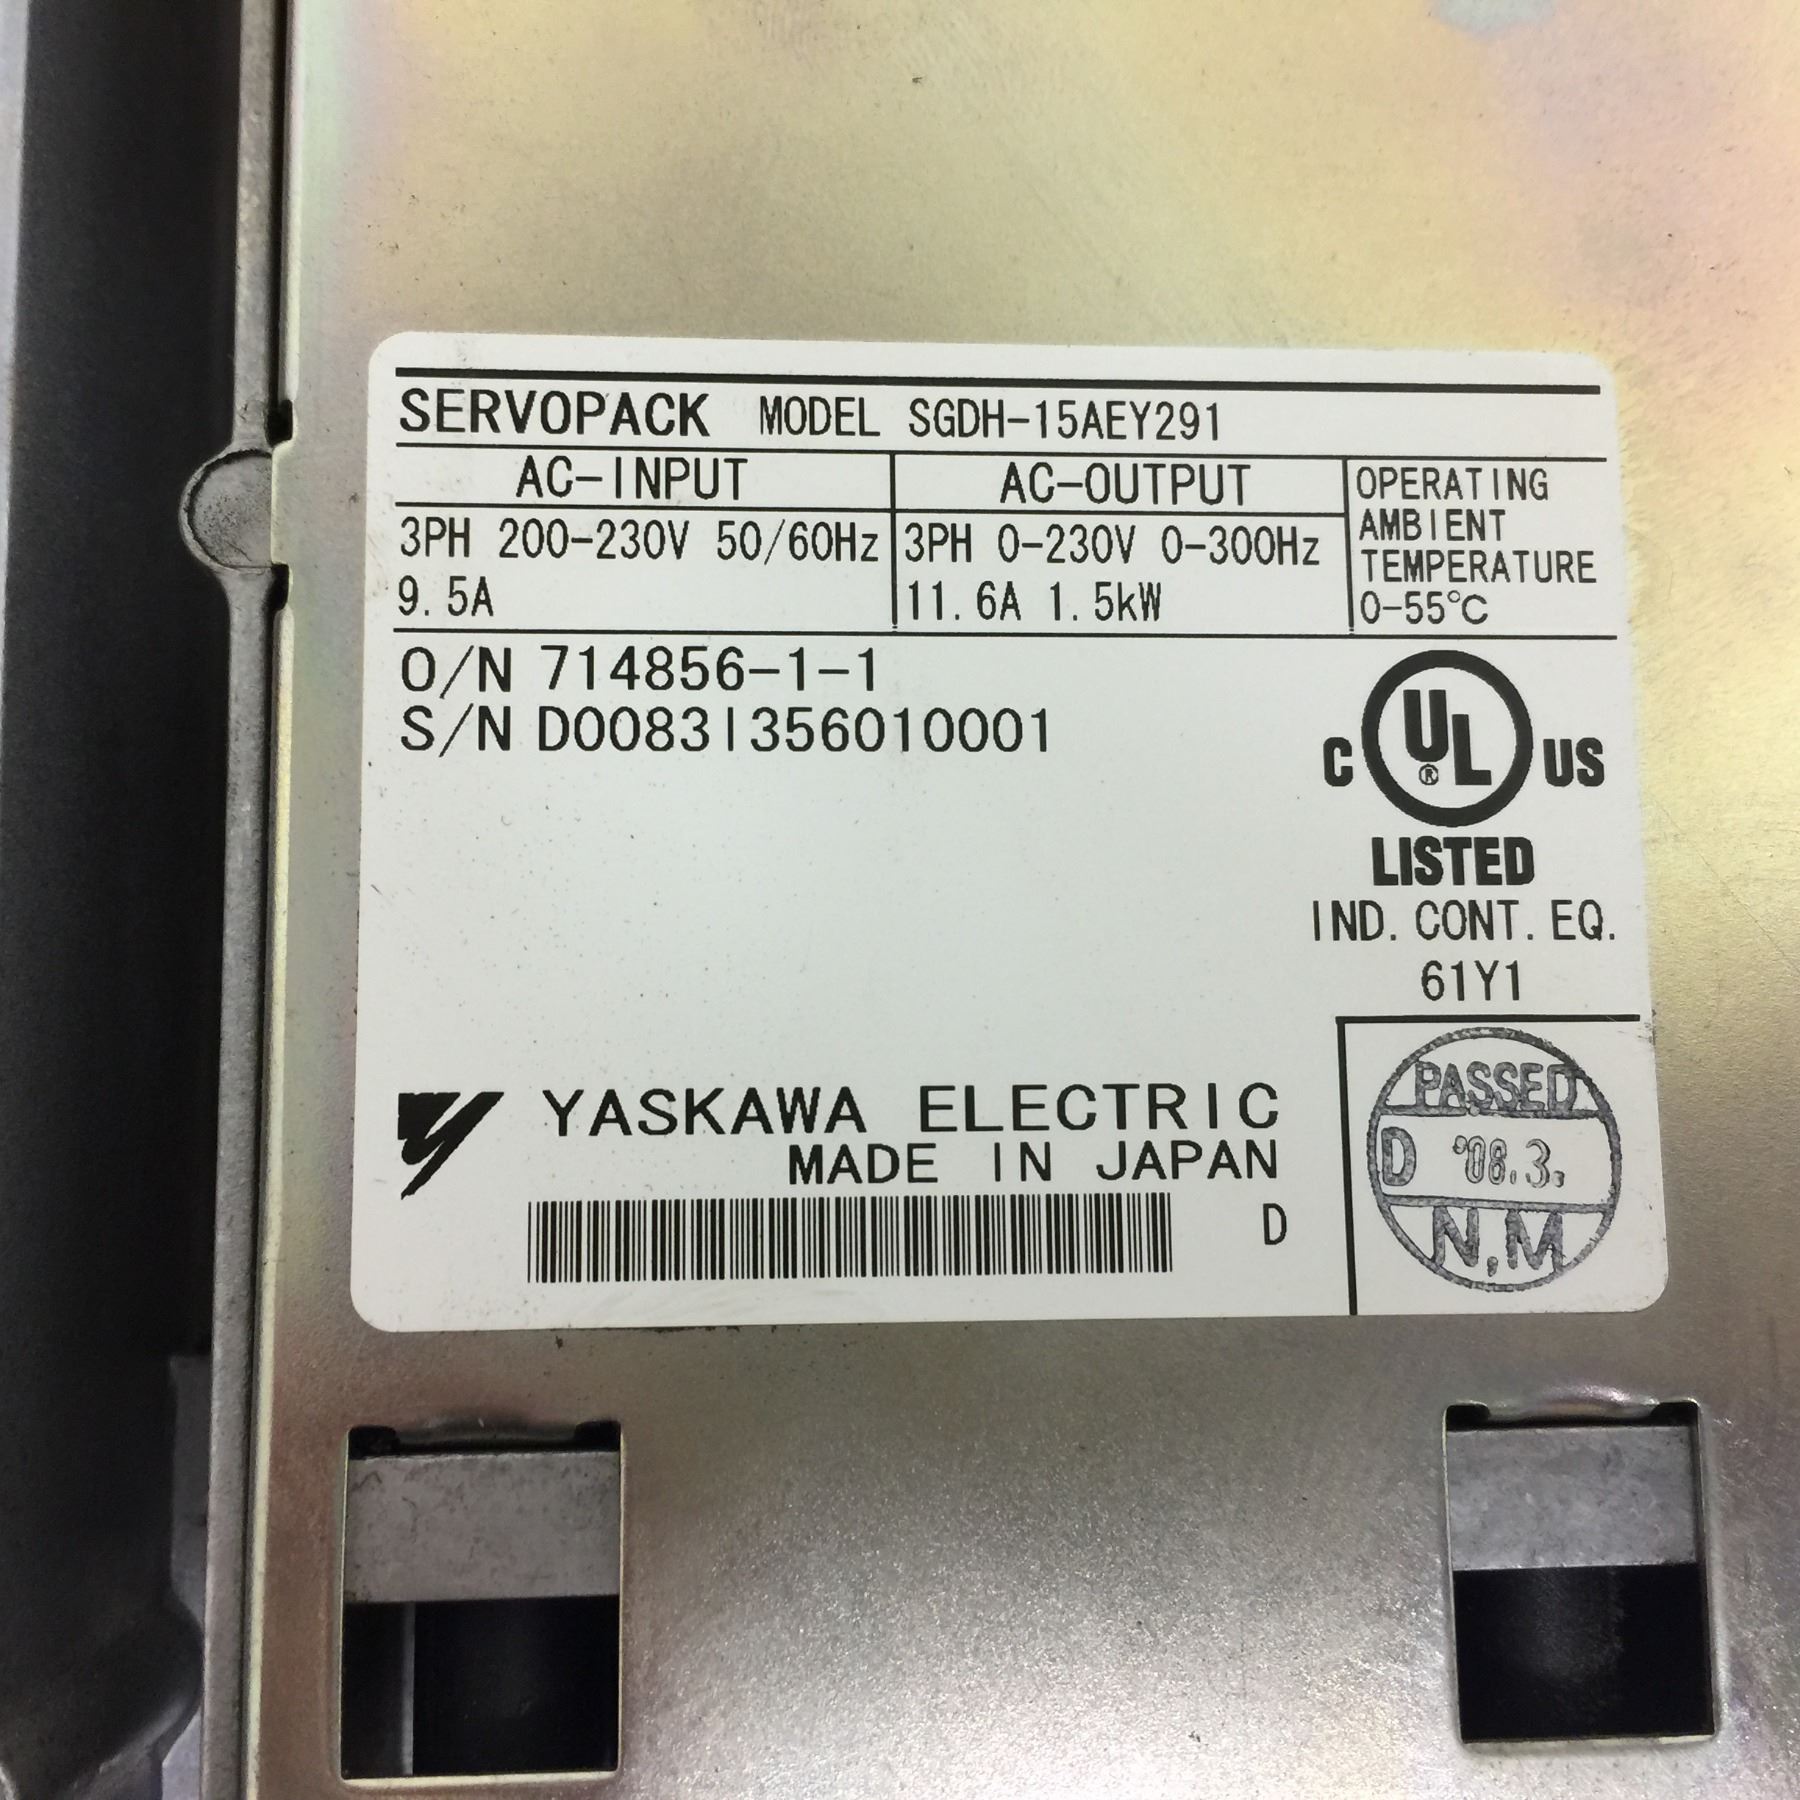 SERVOPACK MODEL SGDH-15AEY291
AC-INPUT
3PH 200-230V 50/60Hz
9.5A
AC-OUTPUT
3PH 0-230V 0-300Hz
11.6A 1.5kW
OPERATING
AMBIENT
TEMPERATURE
0-55°C
O/N 714856-1-1
S/N D0083I356010001
C UL® US
LISTED
IND. CONT. EQ.
61Y1
YASKAWA ELECTRIC
MADE IN JAPAN
D
PASSED
D '08.3.
N.M